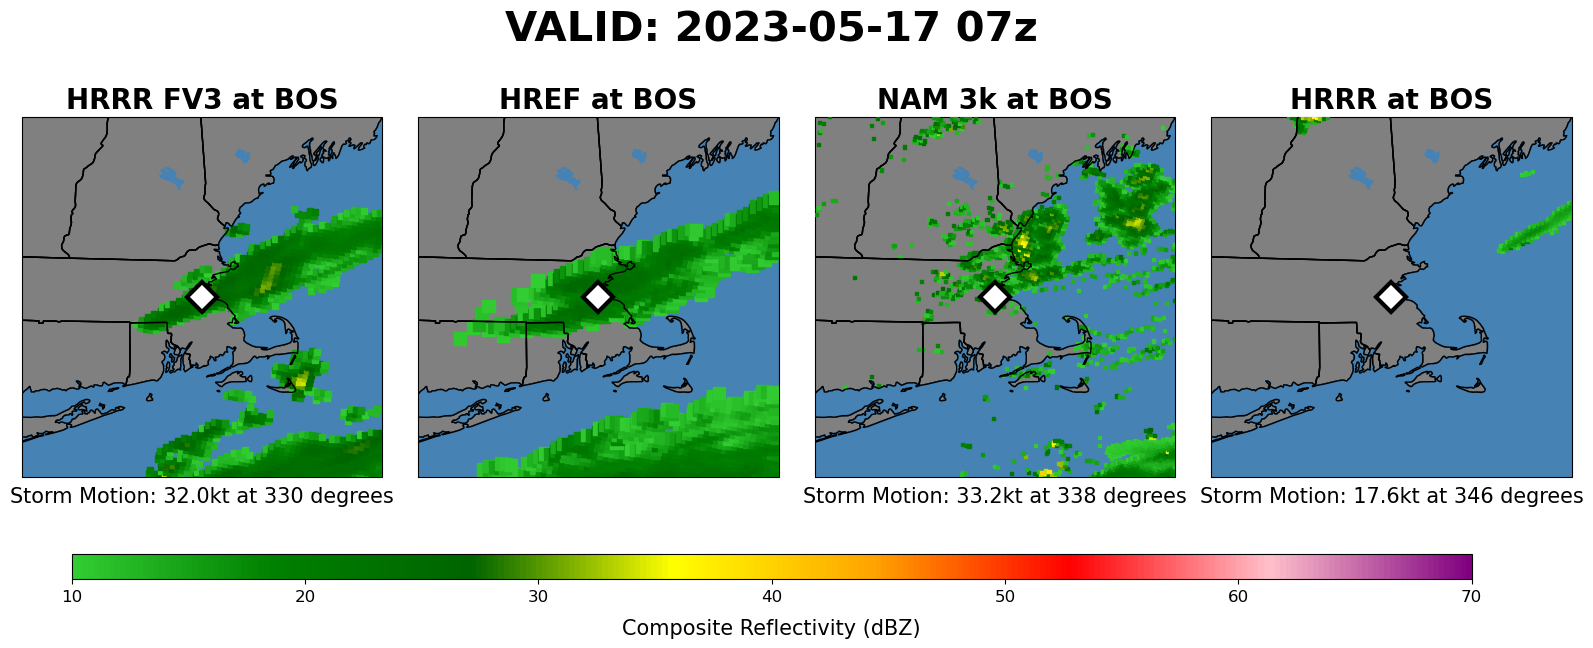 VALID: 2023-05-17 07z
HRRR FV3 at BOS
HREF at BOS
NAM 3k at BOS
HRRR at BOS
Storm Motion: 32.0kt at 330 degrees
Storm Motion: 33.2kt at 338 degrees
Storm Motion: 17.6kt at 346 degrees
10 20 30 40 50 60 70
Composite Reflectivity (dBZ)